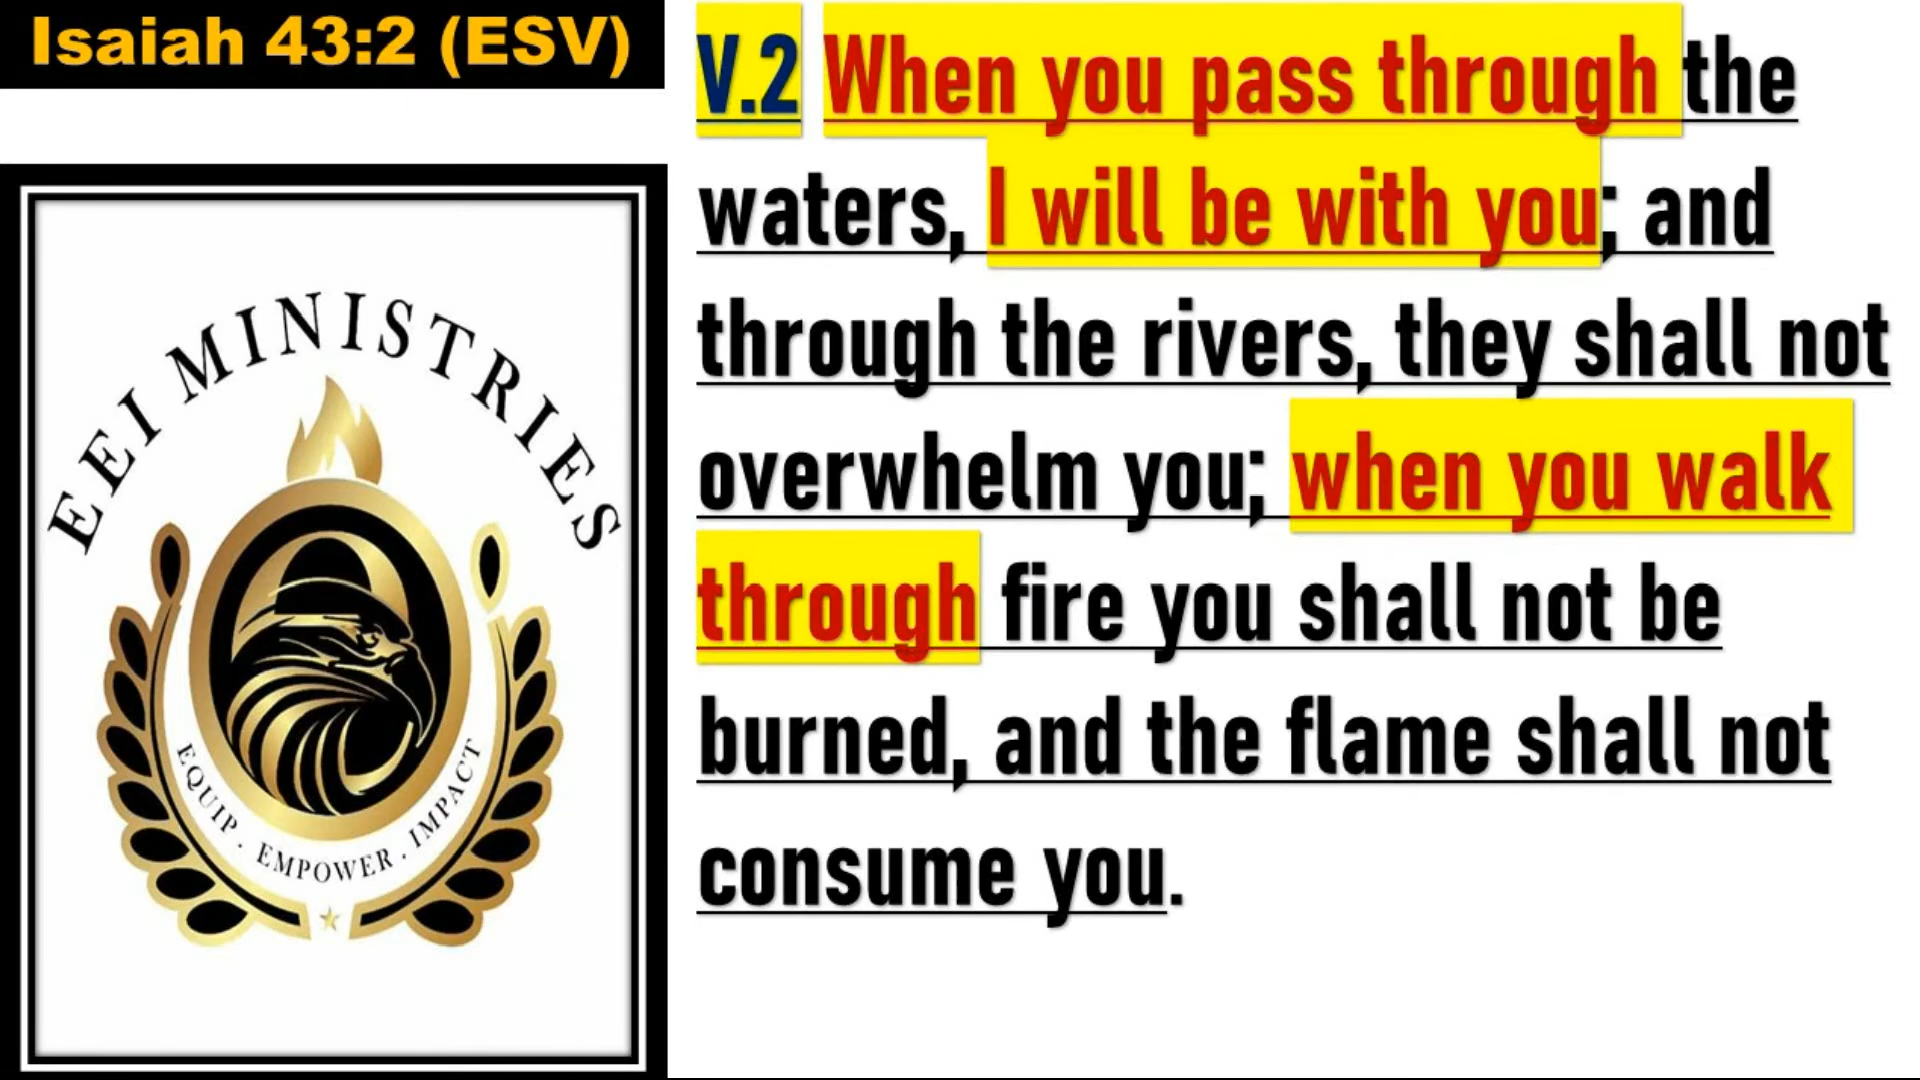 Isaiah 43:2 (ESV)
EEI MINISTRIES
EQUIP . EMPOWER . IMPACT
V.2 When you pass through the
waters, I will be with you; and
through the rivers, they shall not
overwhelm you; when you walk
through fire you shall not be
burned, and the flame shall not
consume you.